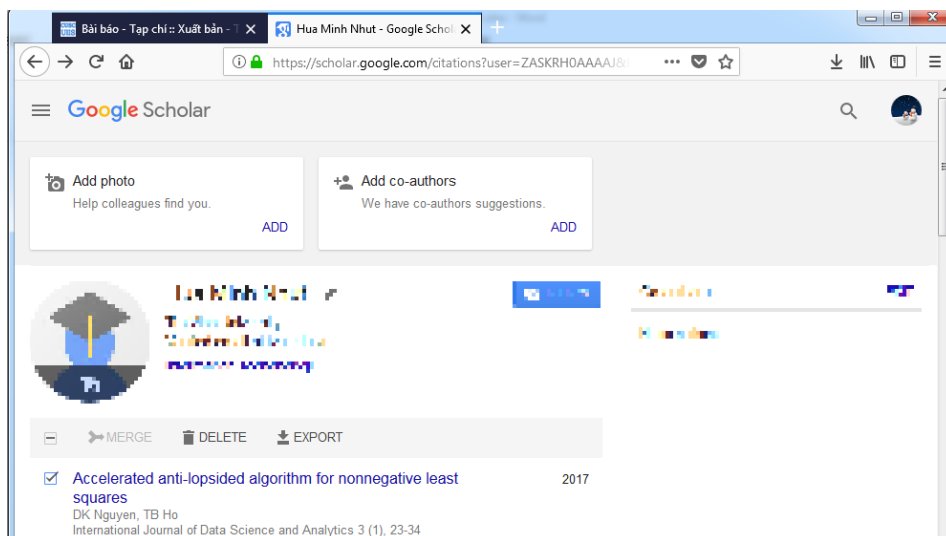 Bài báo - Tạp chí :: Xuất bản - T
Hua Minh Nhut - Google Schol
https://scholar.google.com/citations?user=ZASKRH0AAAAJ&
Google Scholar
Add photo
Help colleagues find you.
ADD
Add co-authors
We have co-authors suggestions.
ADD
MERGE
DELETE
EXPORT
Accelerated anti-lopsided algorithm for nonnegative least
squares
2017
DK Nguyen, TB Ho
International Journal of Data Science and Analytics 3 (1), 23-34